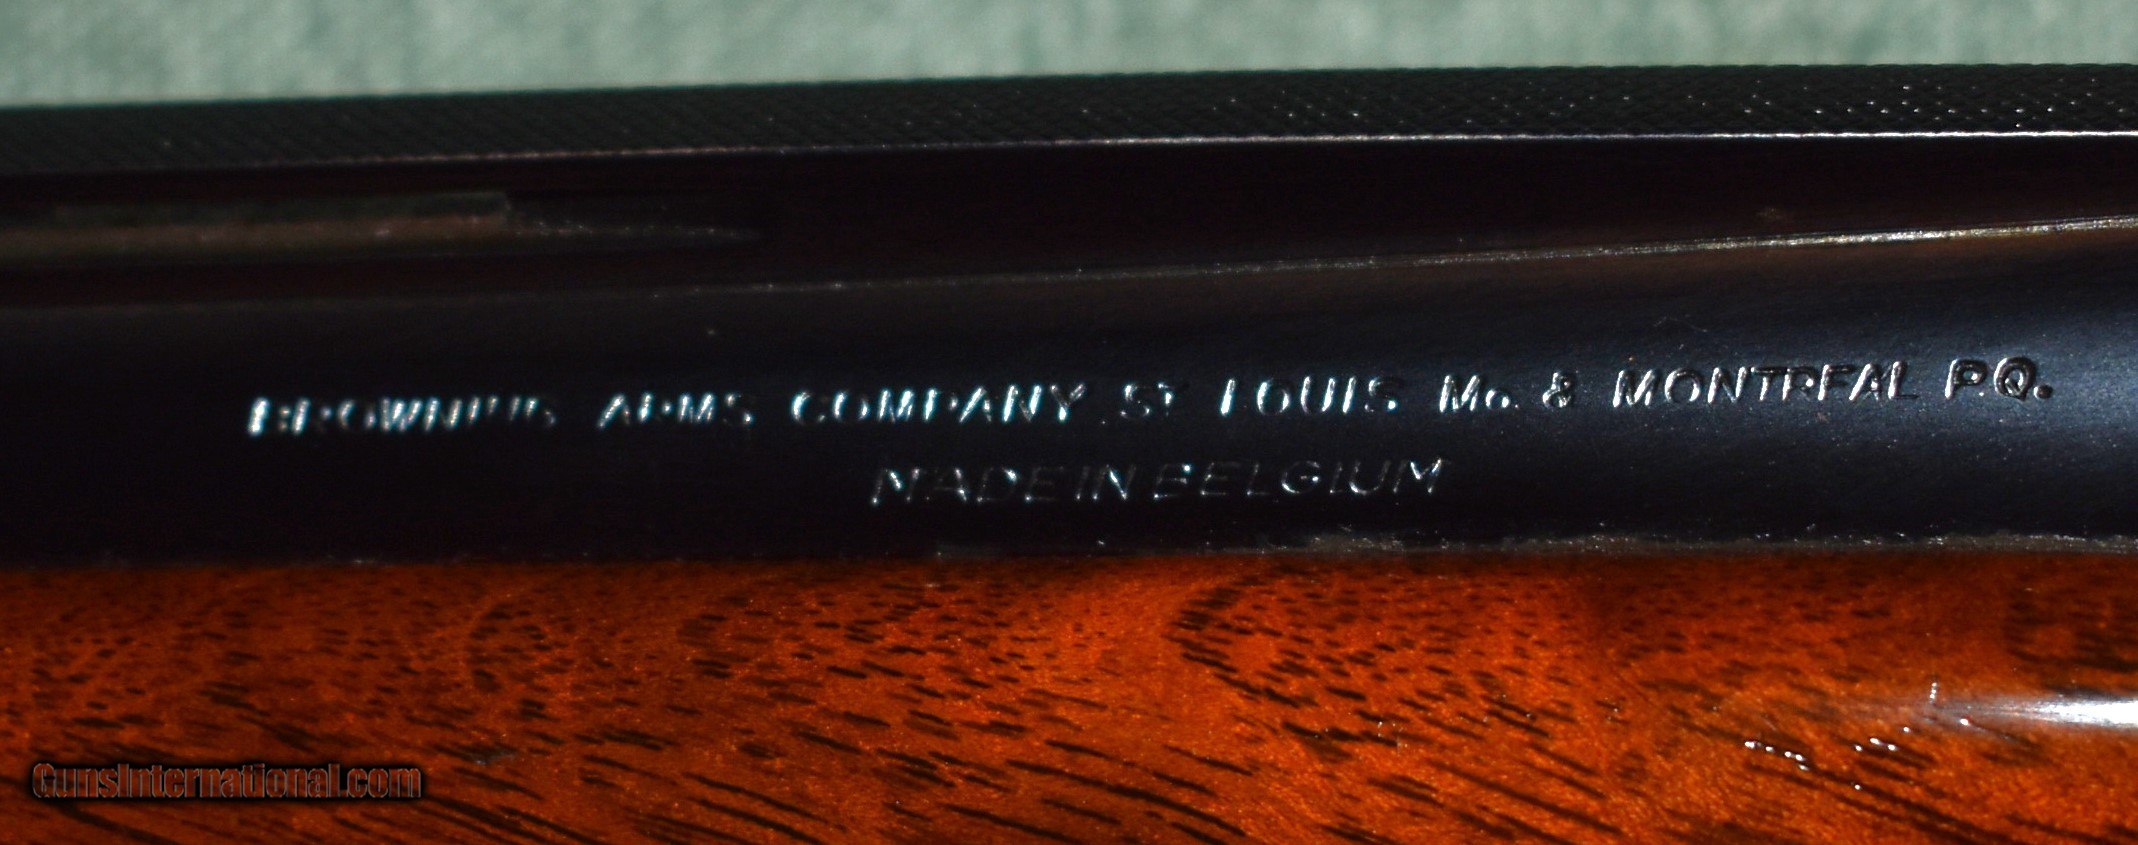 BROWNING ARMS COMPANY ST LOUIS Mo. & MONTREAL P.Q.
MADE IN BELGIUM
GunsInternational.com